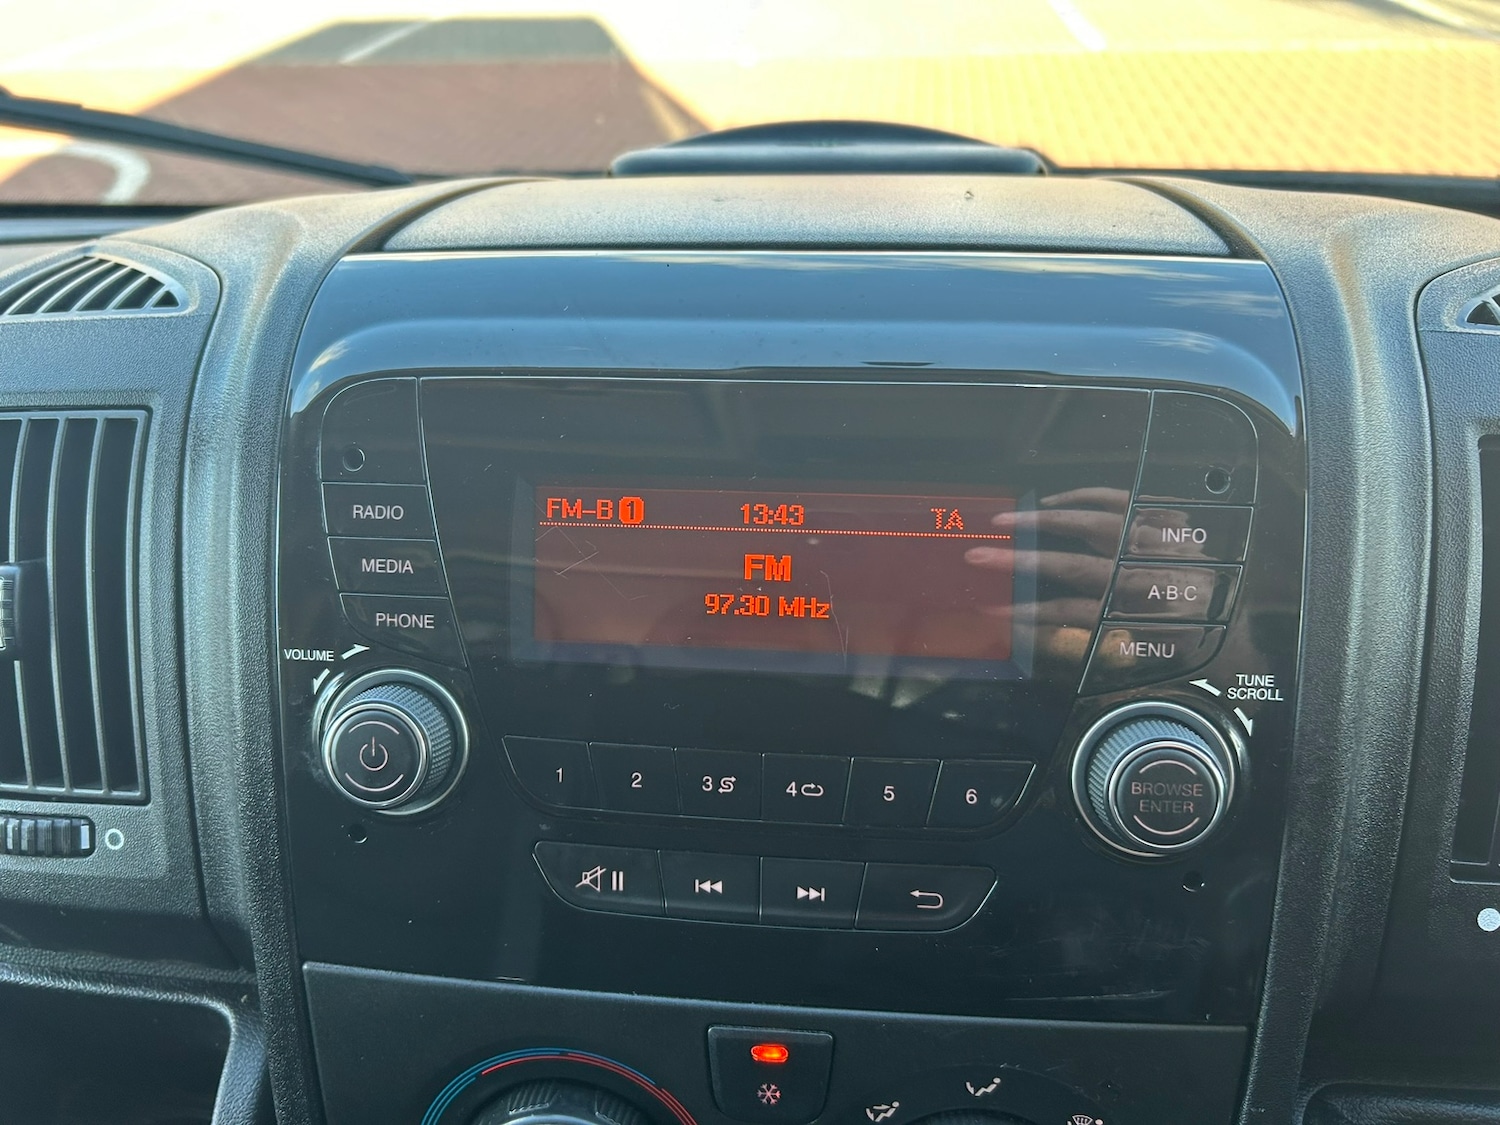 FM-B 1 13:43 TA
FM
97.30 MHz
RADIO
MEDIA
PHONE
INFO
A·B·C
MENU
VOLUME
TUNE
SCROLL
BROWSE
ENTER
1 2 3 4 5 6